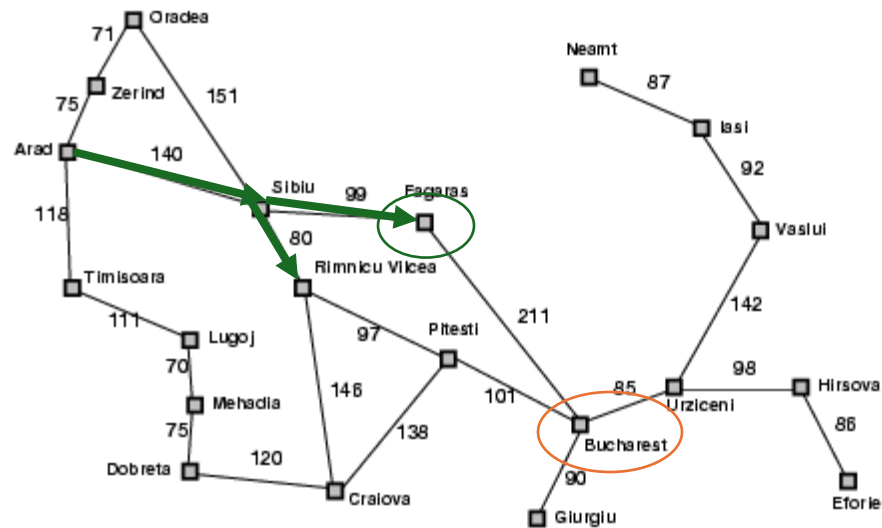 Oradea
71
Neamt
87
Zerind
75
151
Iasi
Arad
140
92
Sibiu
99
Fagaras
118
80
Vaslui
Rimnicu Vilcea
Timisoara
142
111
211
Lugoj
97
Pitesti
70
98
Hirsova
146
101
85
Urziceni
Mehadia
75
138
86
Bucharest
120
Dobreta
90
Craiova
Eforie
Giurgiu